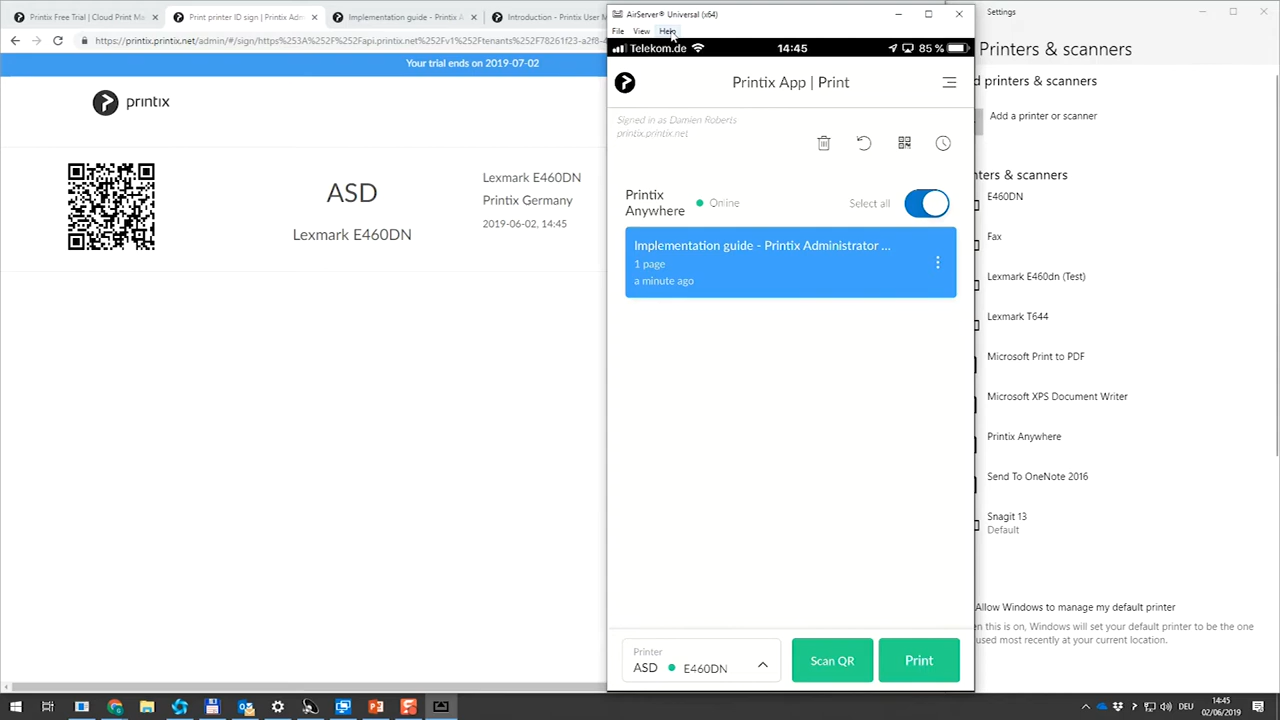 Printix Free Trial | Cloud Print Ma
Print printer ID sign | Printix Adm
Implementation guide - Printix A
Introduction - Printix User M
https://printix.printix.net/admin/#/sign/https%253A%252F%252Fapi.printix.net%252Fv1%252Ftenants%252F78261f23-a2f8-4
Your trial ends on 2019-07-02
printix
ASD
Lexmark E460DN
Lexmark E460DN
Printix Germany
2019-06-02, 14:45
AirServer® Universal (x64)
File View Help
Telekom.de 14:45 85 %
Printix App | Print
Signed in as Damien Roberts
printix.printix.net
Printix
Anywhere
Online
Select all
Implementation guide - Printix Administrator ...
1 page
a minute ago
Printer
ASD E460DN
Scan QR
Print
Settings
Printers & scanners
d printers & scanners
Add a printer or scanner
ters & scanners
E460DN
Fax
Lexmark E460dn (Test)
Lexmark T644
Microsoft Print to PDF
Microsoft XPS Document Writer
Printix Anywhere
Send To OneNote 2016
Snagit 13
Default
Allow Windows to manage my default printer
en this is on, Windows will set your default printer to be the one
used most recently at your current location.
DEU
14:45
02/06/2019